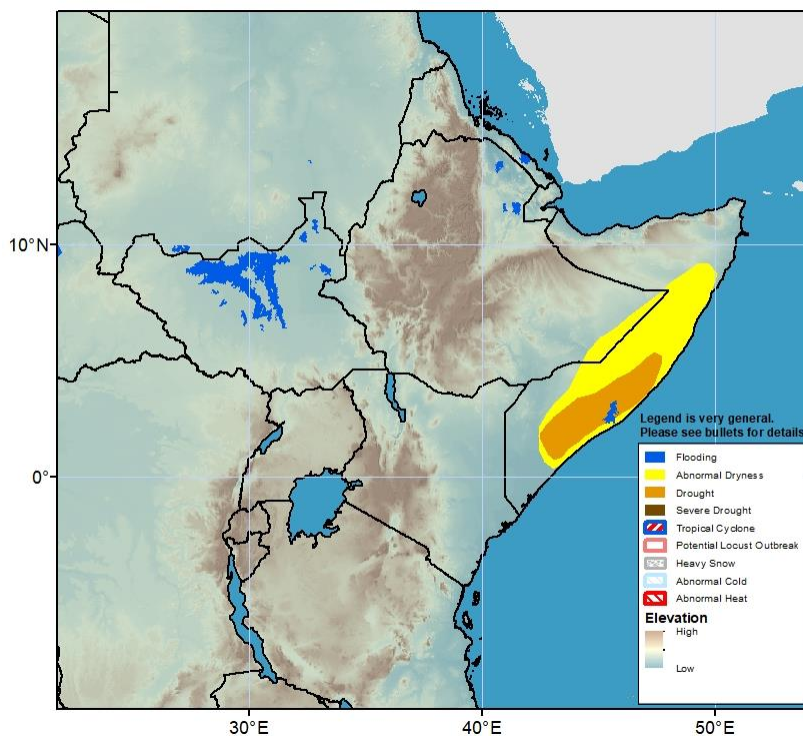 10°N
0°
30°E
40°E
50°E
Legend is very general.
Please see bullets for details
Flooding
Abnormal Dryness
Drought
Severe Drought
Tropical Cyclone
Potential Locust Outbreak
Heavy Snow
Abnormal Cold
Abnormal Heat
Elevation
High
Low